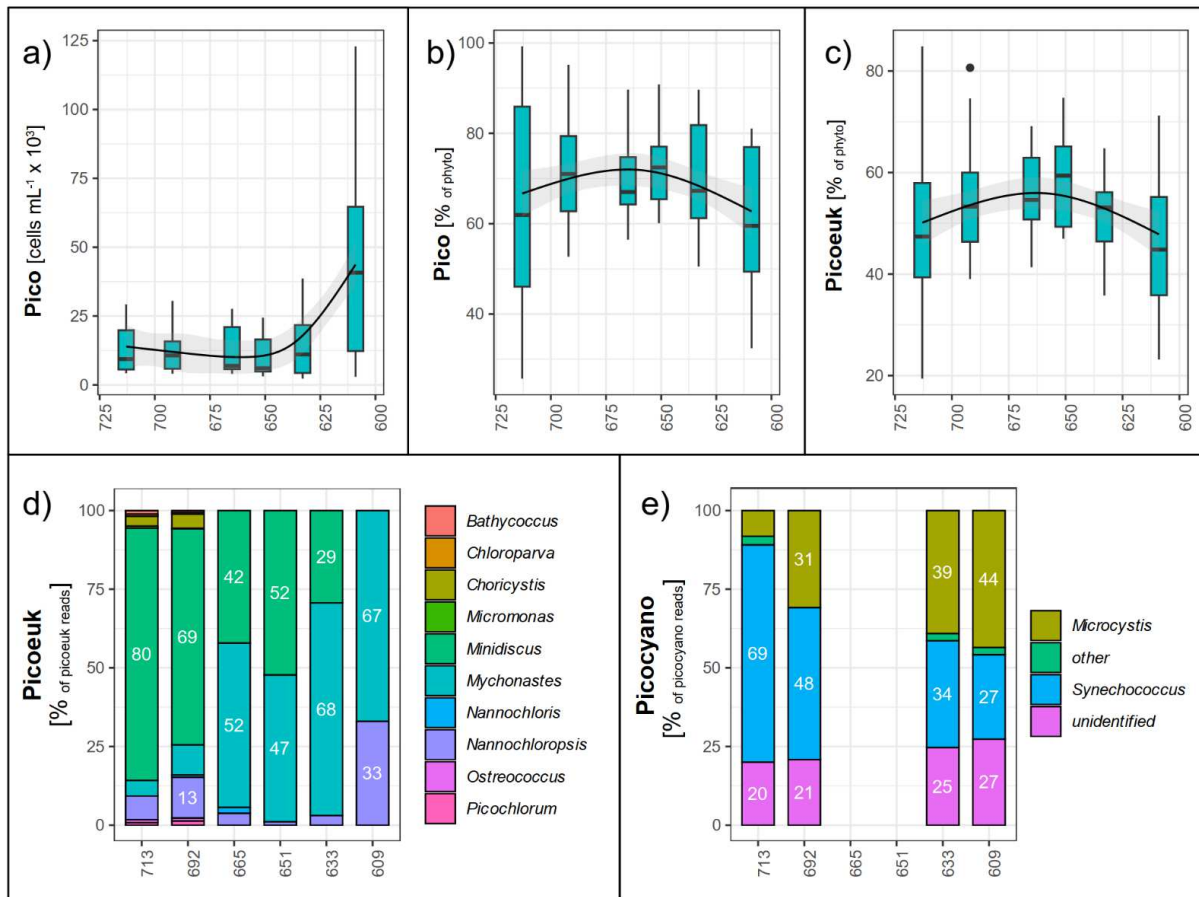 a)
Pico [cells mL⁻¹ x 10³]
125
100
75
50
25
0
725
700
675
650
625
600
b)
Pico [% of phyto]
100
80
60
40
725
700
675
650
625
600
c)
Picoeuk [% of phyto]
80
60
40
20
725
700
675
650
625
600
d)
Picoeuk
[% of picoeuk reads]
100
75
50
25
0
80
69
13
42
52
52
47
29
68
67
33
713
692
665
651
633
609
Bathycoccus
Chloroparva
Choricystis
Micromonas
Minidiscus
Mychonastes
Nannochloris
Nannochloropsis
Ostreococcus
Picochlorum
e)
Picocyano
[% of picocyano reads]
100
75
50
25
0
69
20
31
48
21
39
34
25
44
27
27
713
692
665
651
633
609
Microcystis
other
Synechococcus
unidentified